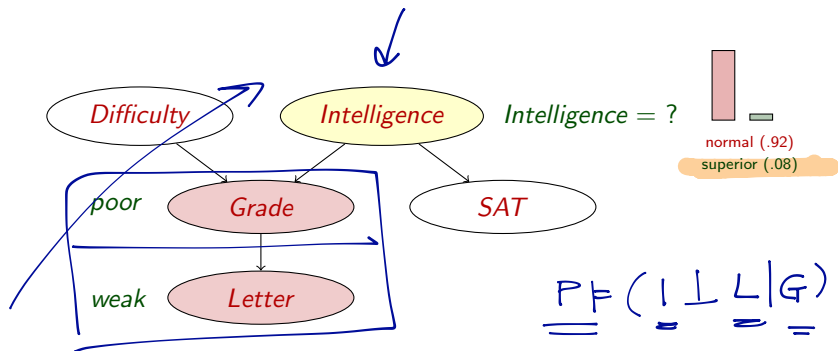 Difficulty
Intelligence
Intelligence = ?
normal (.92)
superior (.08)
poor
Grade
SAT
weak
Letter
P ⊧ (I ⊥ L | G)